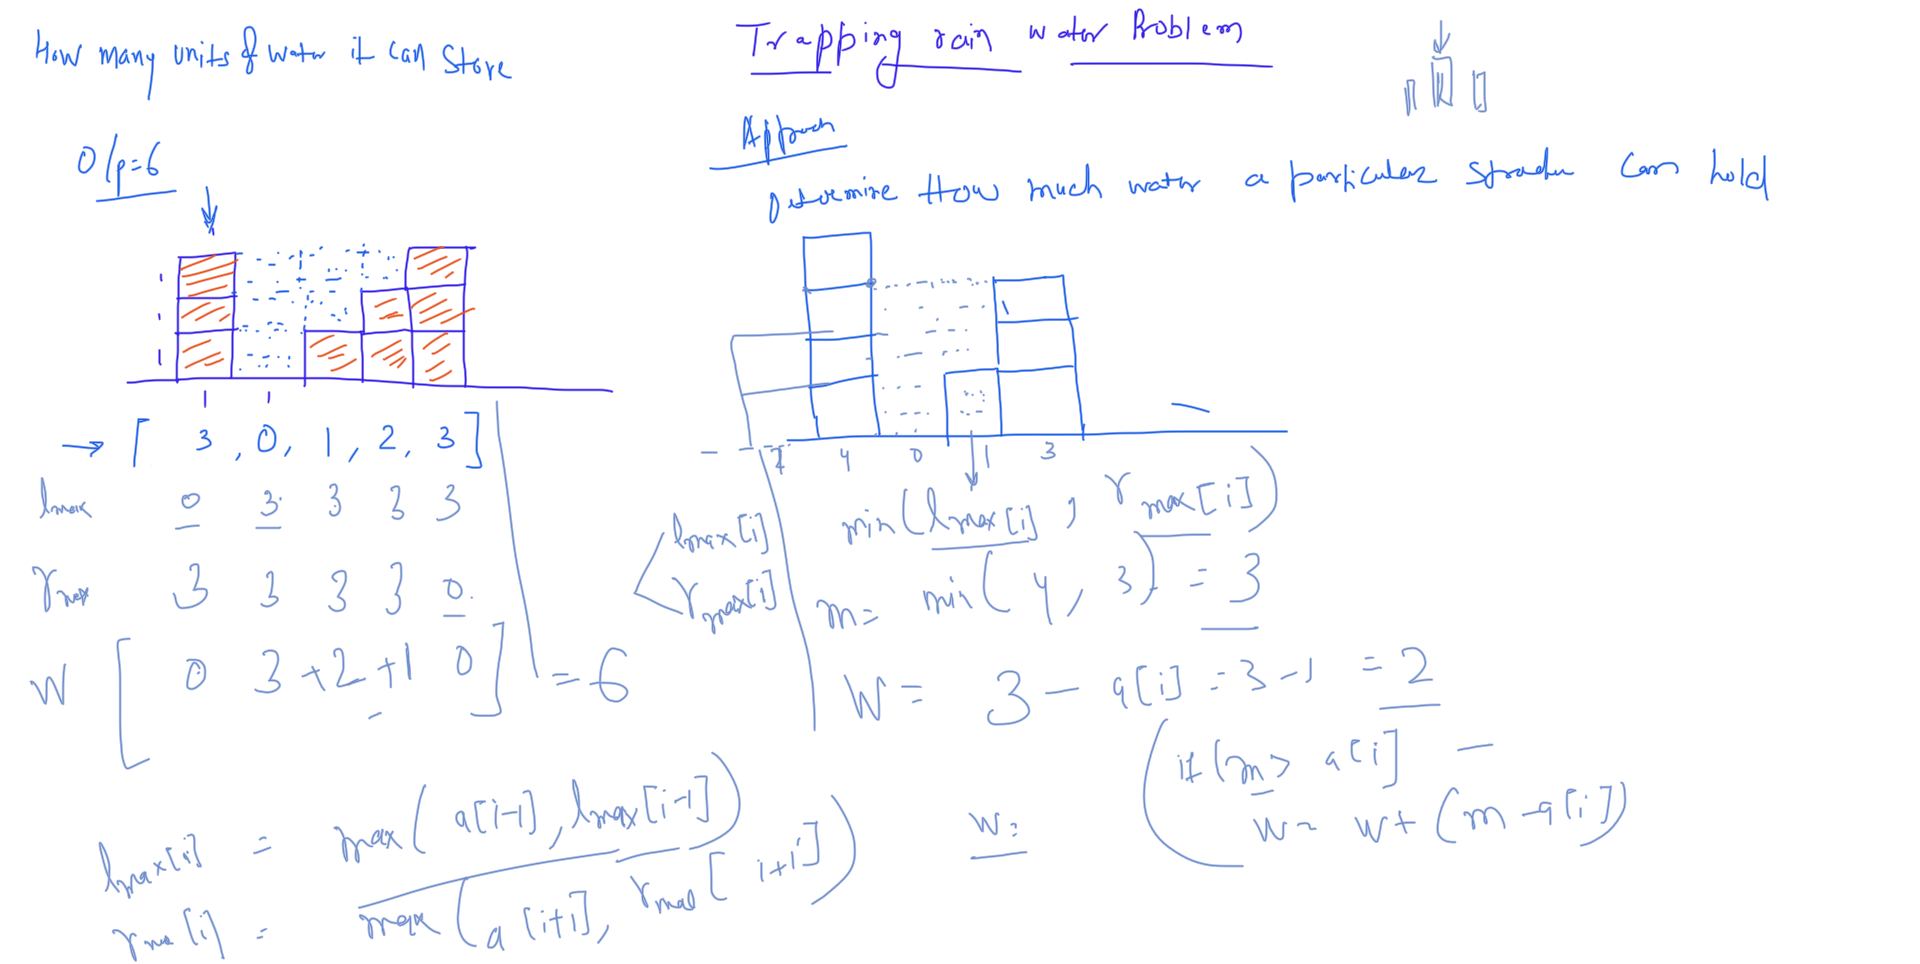 Trapping rain water Problem
How many units of water it can store
O/p=6
Approach
Determine How much water a particular structure can hold
[ 3, 0, 1, 2, 3 ]
lmax 0 3 3 3 3
rmax 3 3 3 3 0
W [ 0 3 +2 +1 0 ] = 6
lmax[i] = max( a[i-1], lmax[i-1] )
rmax[i] = max( a[i+1], rmax[i+1] )
4 0 1 3
lmax[i]
rmax[i]
min( lmax[i], rmax[i] )
m= min( 4, 3 ) = 3
W = 3 - a[i] = 3-1 = 2
W=
if (m > a[i]
W= W+ (m-a[i])